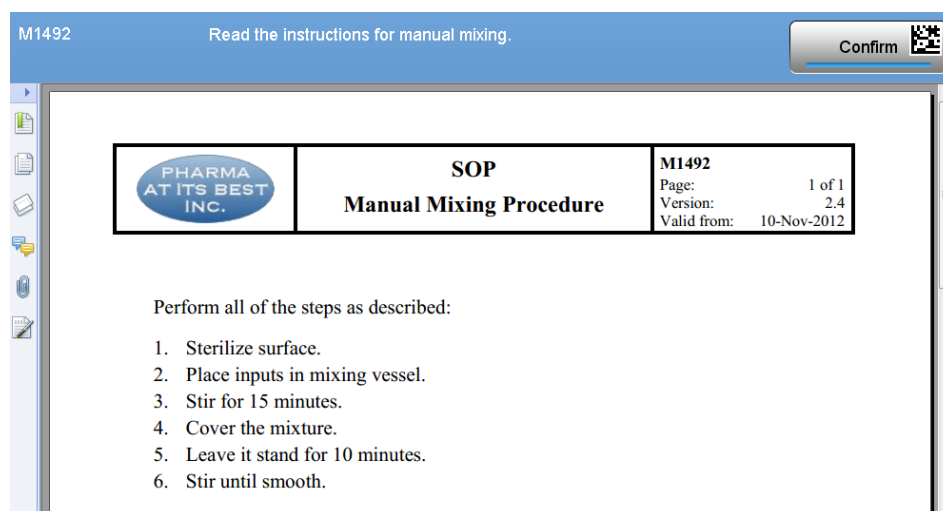 M1492
Read the instructions for manual mixing.
Confirm
PHARMA
AT ITS BEST
INC.
SOP
Manual Mixing Procedure
M1492
Page: 1 of 1
Version: 2.4
Valid from: 10-Nov-2012
Perform all of the steps as described:
1. Sterilize surface.
2. Place inputs in mixing vessel.
3. Stir for 15 minutes.
4. Cover the mixture.
5. Leave it stand for 10 minutes.
6. Stir until smooth.